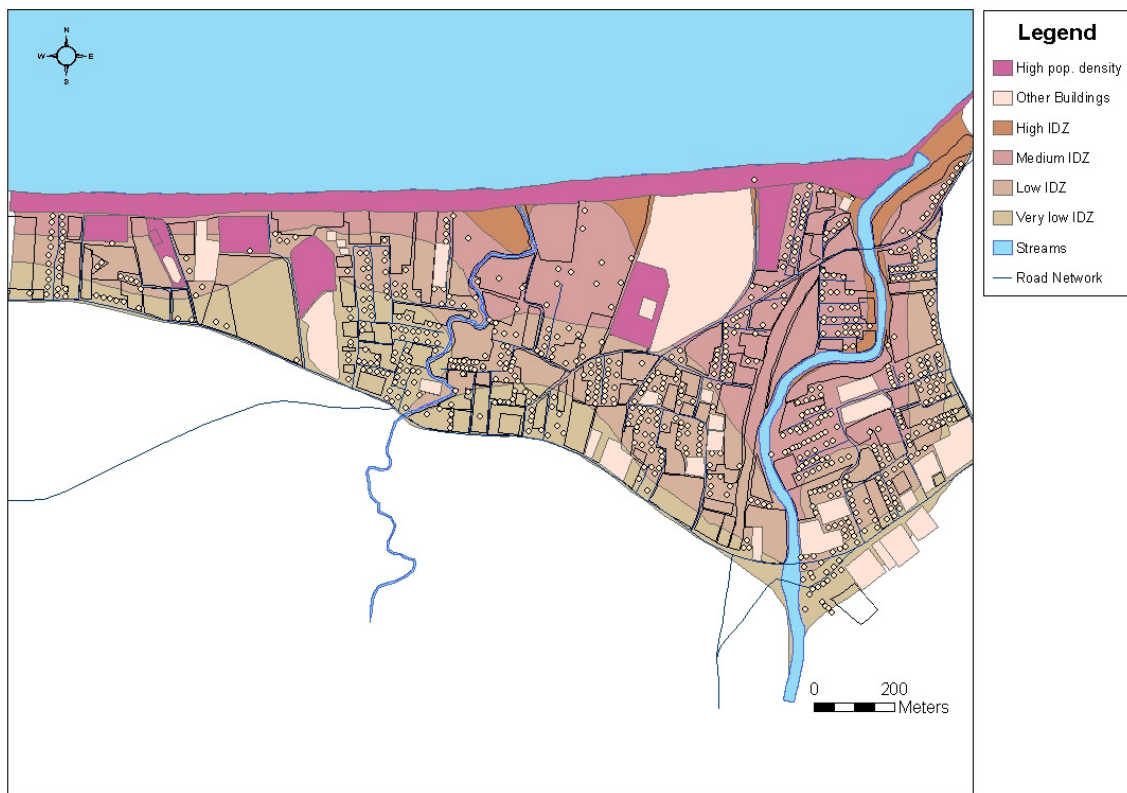 N
W E
S
Legend
High pop. density
Other Buildings
High IDZ
Medium IDZ
Low IDZ
Very low IDZ
Streams
Road Network
0 200
Meters